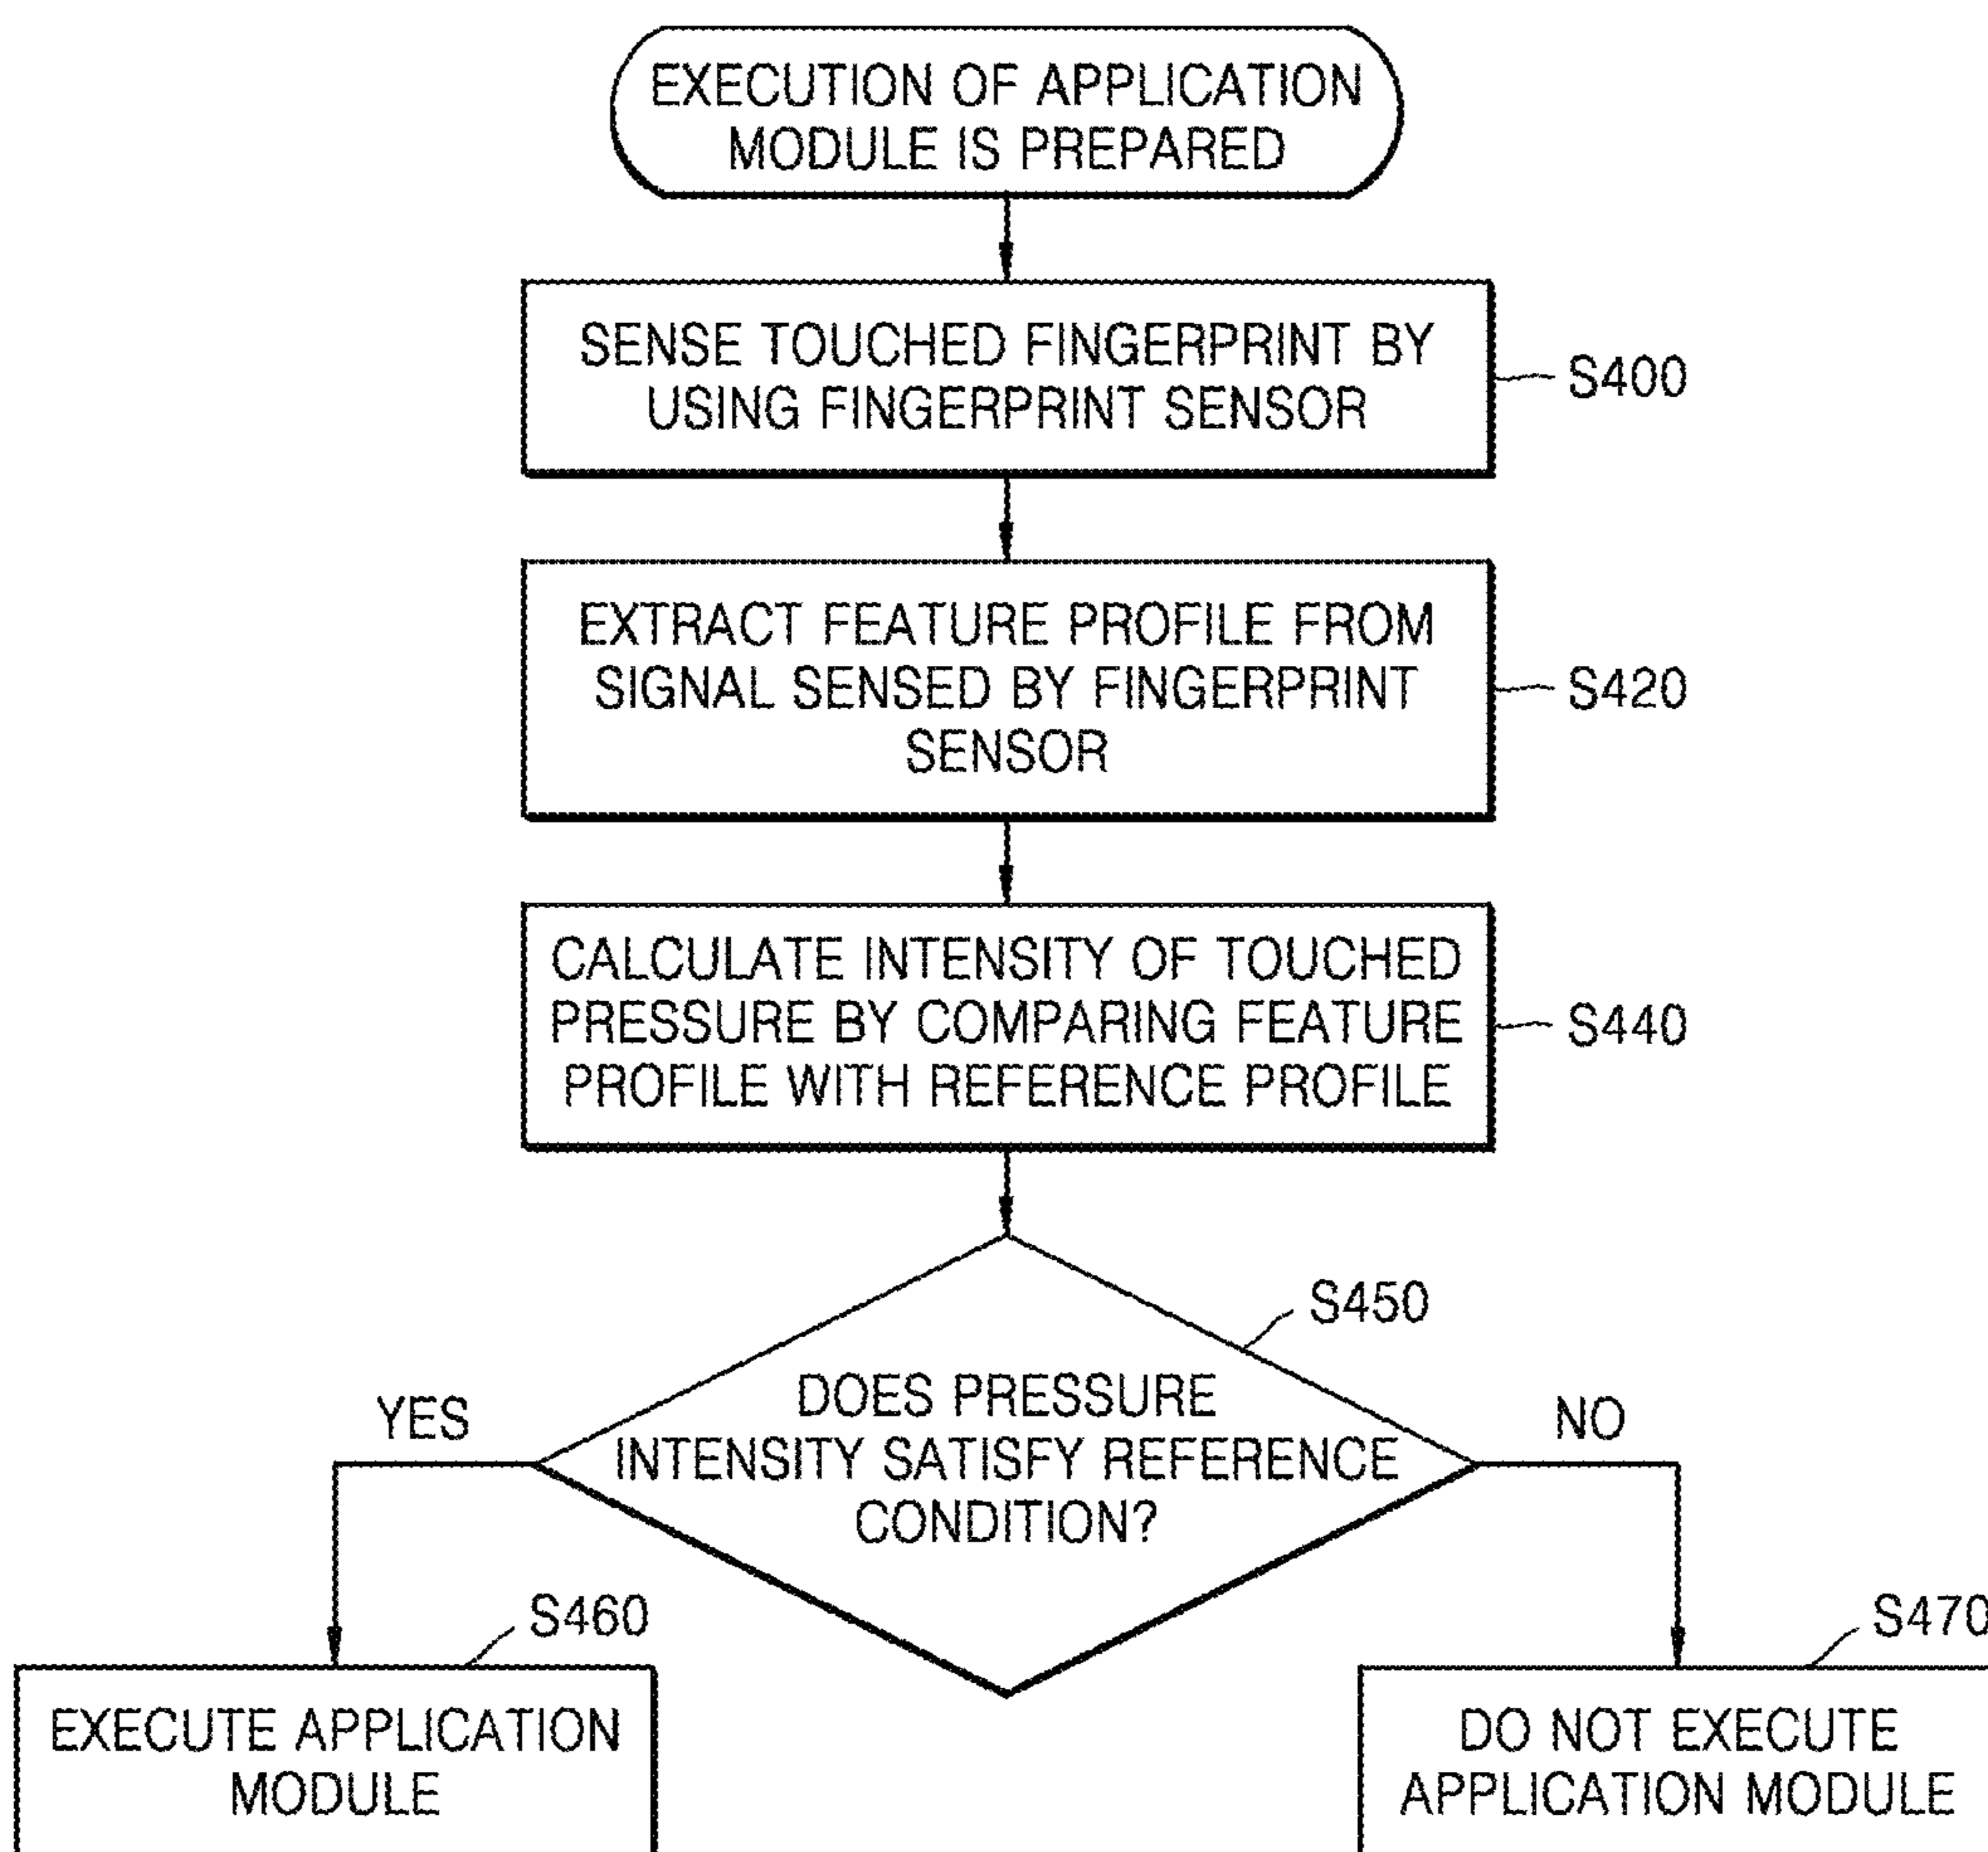 EXECUTION OF APPLICATION
MODULE IS PREPARED
SENSE TOUCHED FINGERPRINT BY
USING FINGERPRINT SENSOR
S400
EXTRACT FEATURE PROFILE FROM
SIGNAL SENSED BY FINGERPRINT
SENSOR
S420
CALCULATE INTENSITY OF TOUCHED
PRESSURE BY COMPARING FEATURE
PROFILE WITH REFERENCE PROFILE
S440
S450
DOES PRESSURE
INTENSITY SATISFY REFERENCE
CONDITION?
YES
NO
S460
EXECUTE APPLICATION
MODULE
S470
DO NOT EXECUTE
APPLICATION MODULE